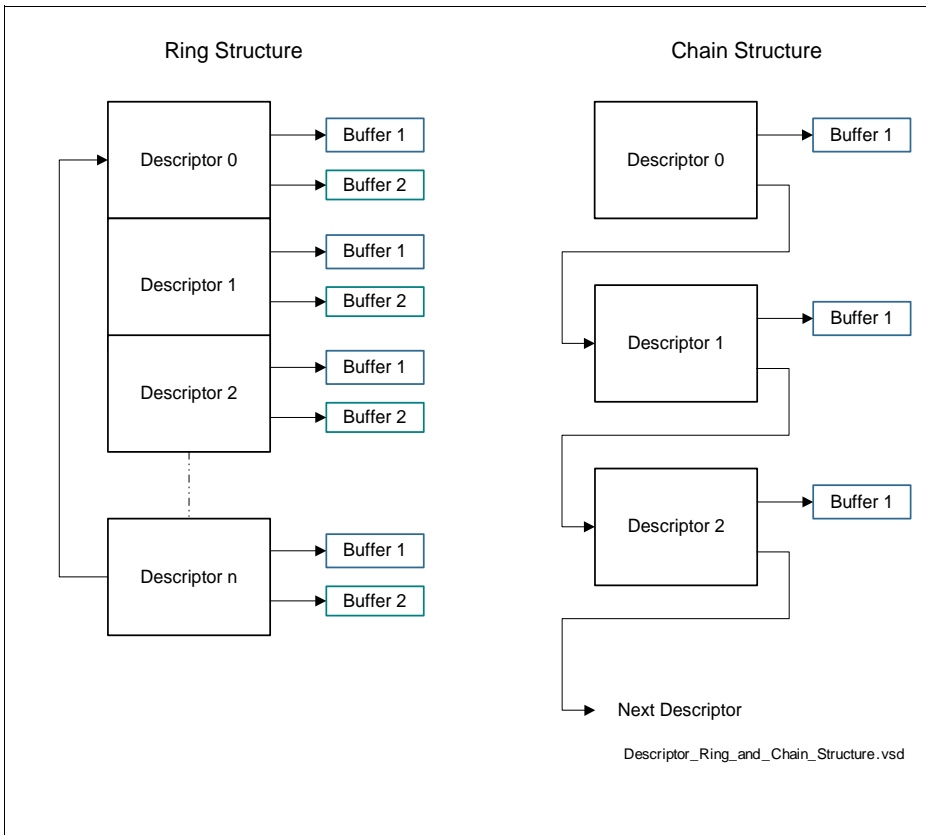 Ring Structure
Descriptor 0
Buffer 1
Buffer 2
Descriptor 1
Buffer 1
Buffer 2
Descriptor 2
Buffer 1
Buffer 2
Descriptor n
Buffer 1
Buffer 2
Chain Structure
Descriptor 0
Buffer 1
Descriptor 1
Buffer 1
Descriptor 2
Buffer 1
Next Descriptor
Descriptor_Ring_and_Chain_Structure.vsd